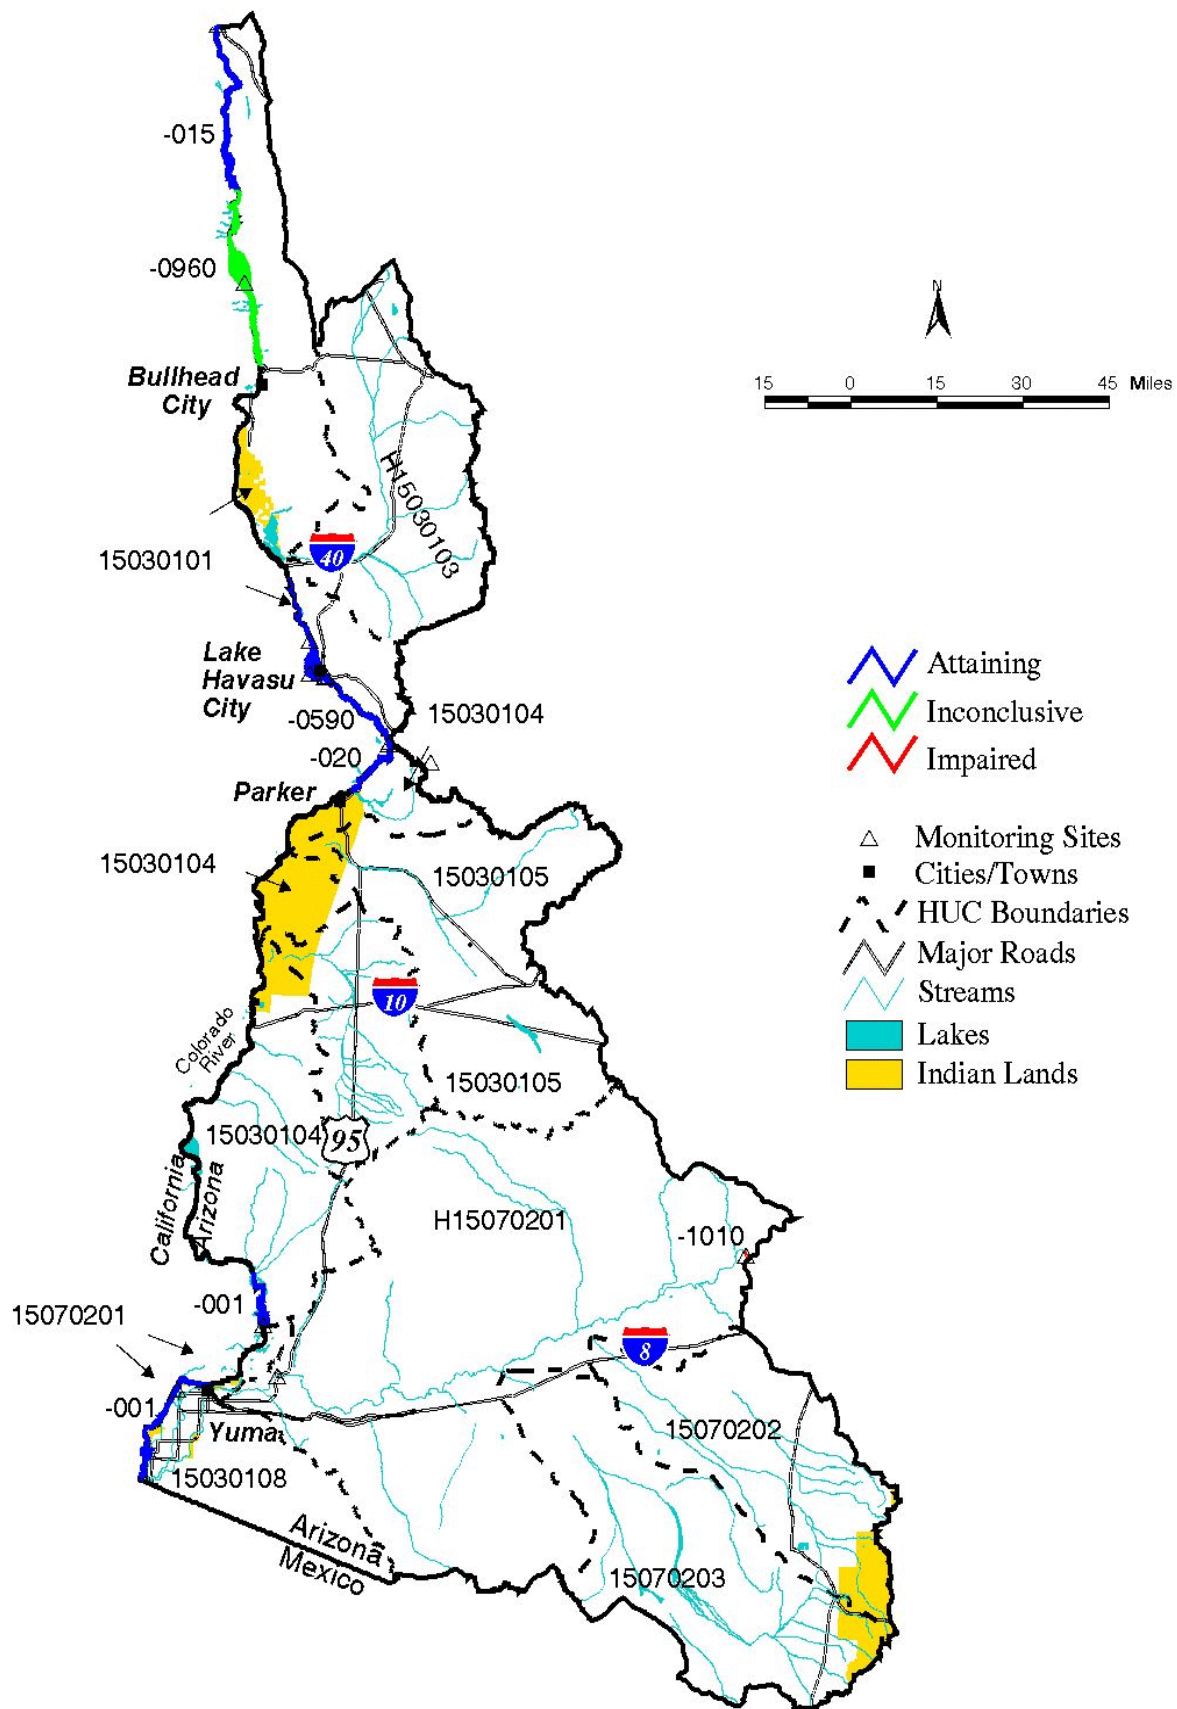 -015
-0960
N
15 0 15 30 45 Miles
Bullhead
City
H15030103
40
15030101
Lake
Havasu
City
-0590
15030104
-020
Parker
15030104
15030105
10
Colorado
River
15030105
15030104
95
California
Arizona
H15070201
-1010
-001
15070201
8
-001
Yuma
15070202
15030108
Arizona
Mexico
15070203
Attaining
Inconclusive
Impaired
Monitoring Sites
Cities/Towns
HUC Boundaries
Major Roads
Streams
Lakes
Indian Lands